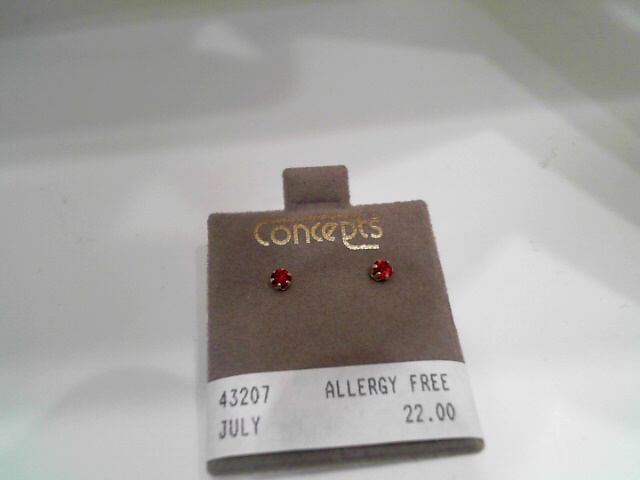 Concepts
43207 ALLERGY FREE
JULY 22.00